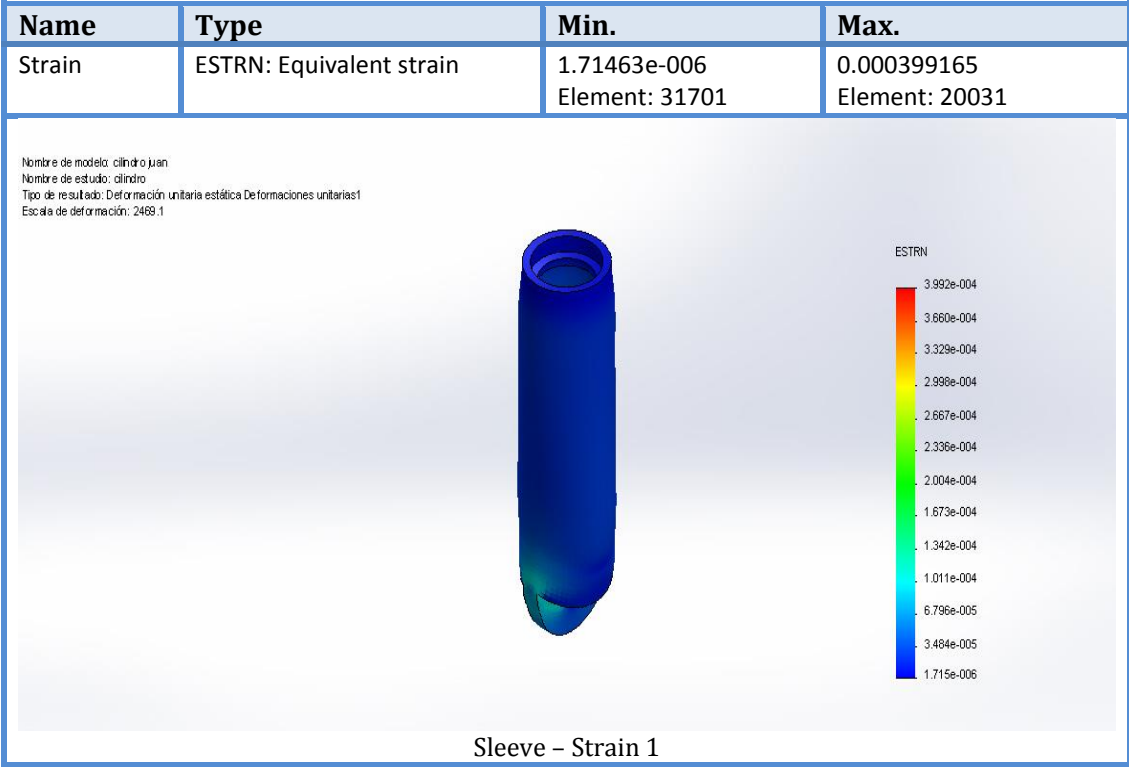 Name Type Min. Max.
Strain ESTRN: Equivalent strain 1.71463e-006 0.000399165
Element: 31701 Element: 20031
Nombre de modelo: cilindro juan
Nombre de estudio: cilindro
Tipo de resultado: Deformación unitaria estática Deformaciones unitarias1
Escala de deformación: 2469.1
ESTRN
3.992e-004
3.660e-004
3.329e-004
2.998e-004
2.667e-004
2.336e-004
2.004e-004
1.673e-004
1.342e-004
1.011e-004
6.796e-005
3.484e-005
1.715e-006
Sleeve – Strain 1